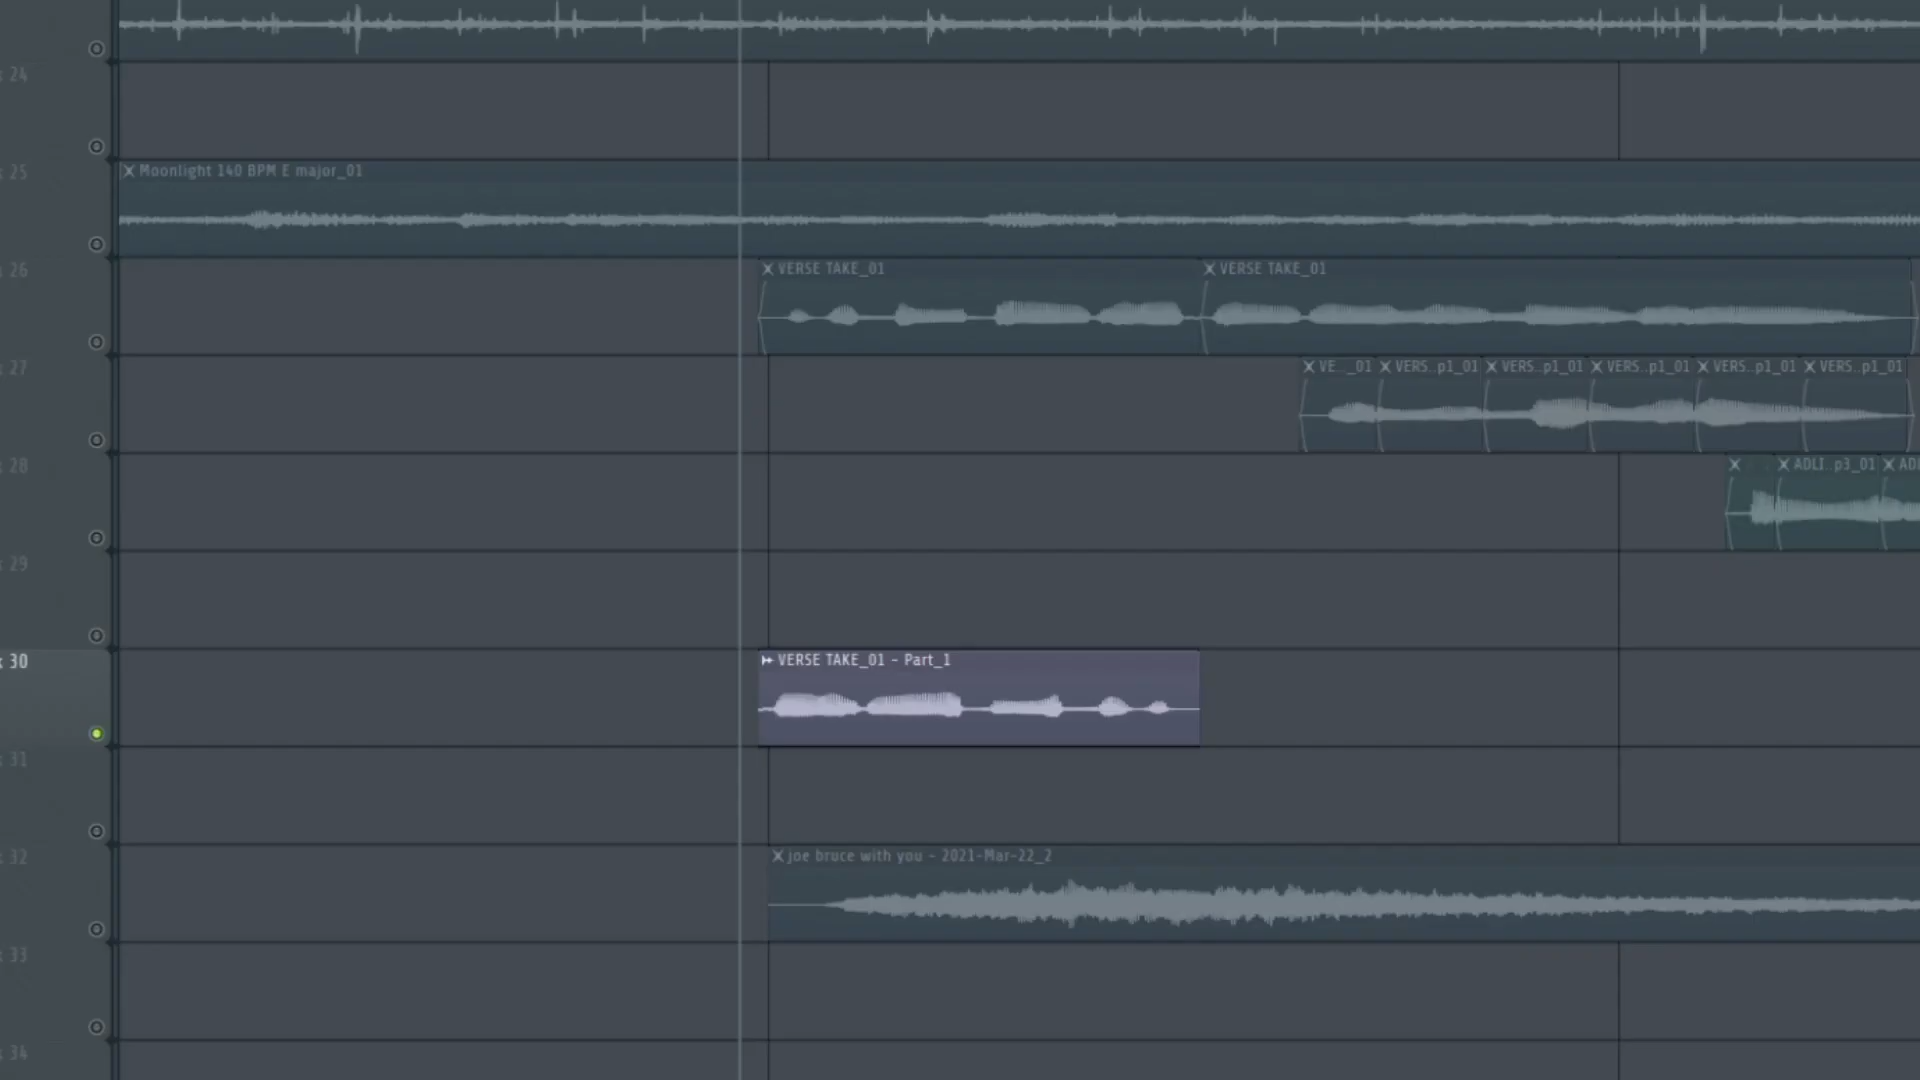 24
25
Moonlight 140 BPM E major_01
26
VERSE TAKE_01
VERSE TAKE_01
27
VE.._01
VERS..p1_01
VERS..p1_01
VERS..p1_01
VERS..p1_01
VERS..p1_01
28
ADLI..p3_01
29
k 30
VERSE TAKE_01 - Part_1
31
32
joe bruce with you - 2021-Mar-22_2
33
34